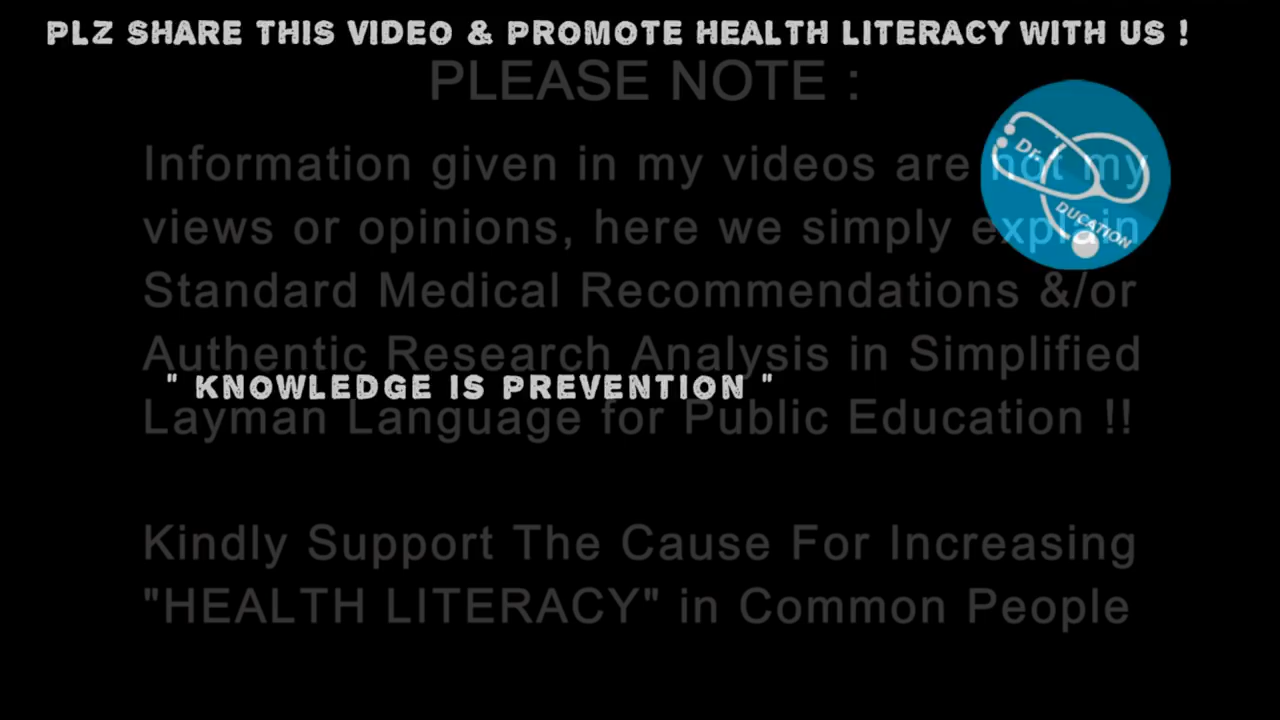 PLZ SHARE THIS VIDEO & PROMOTE HEALTH LITERACY WITH US !
PLEASE NOTE :
Information given in my videos are not my
views or opinions, here we simply explain
Standard Medical Recommendations &/or
Authentic Research Analysis in Simplified
" KNOWLEDGE IS PREVENTION "
Layman Language for Public Education !!
Kindly Support The Cause For Increasing
"HEALTH LITERACY" in Common People
Dr.
DUCATION